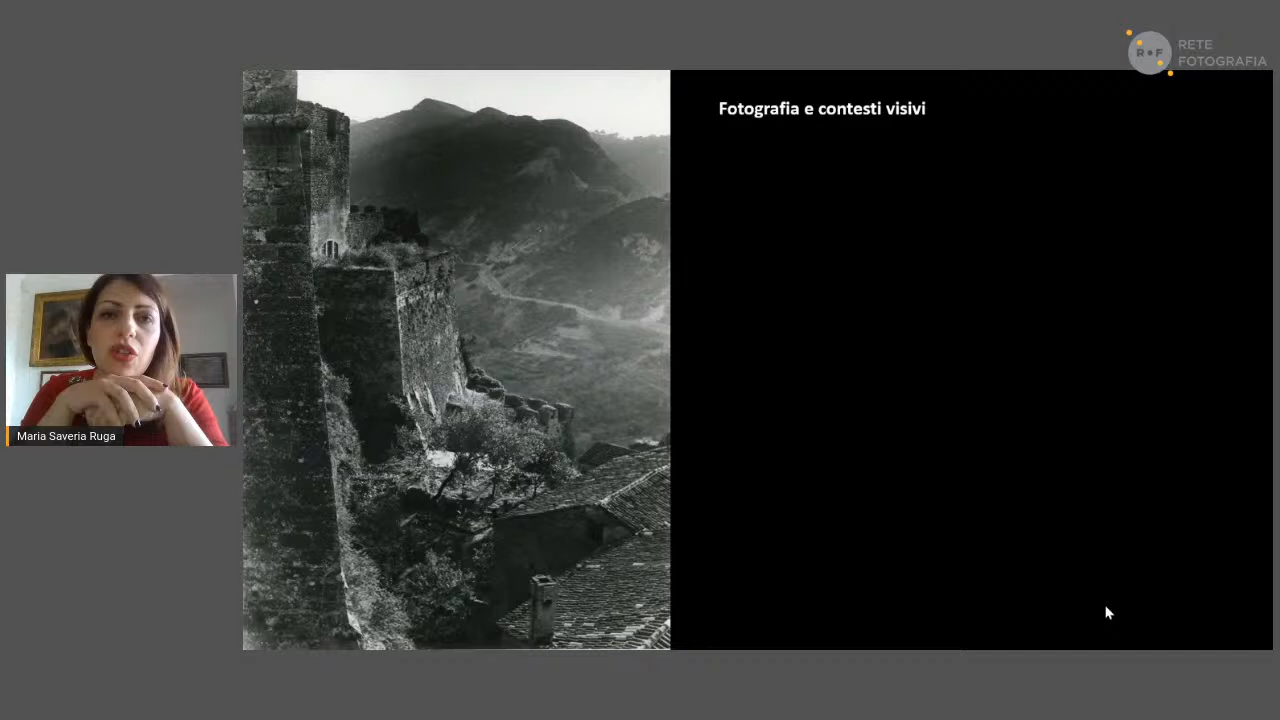 R F
RETE
FOTOGRAFIA
Fotografia e contesti visivi
Maria Saveria Ruga